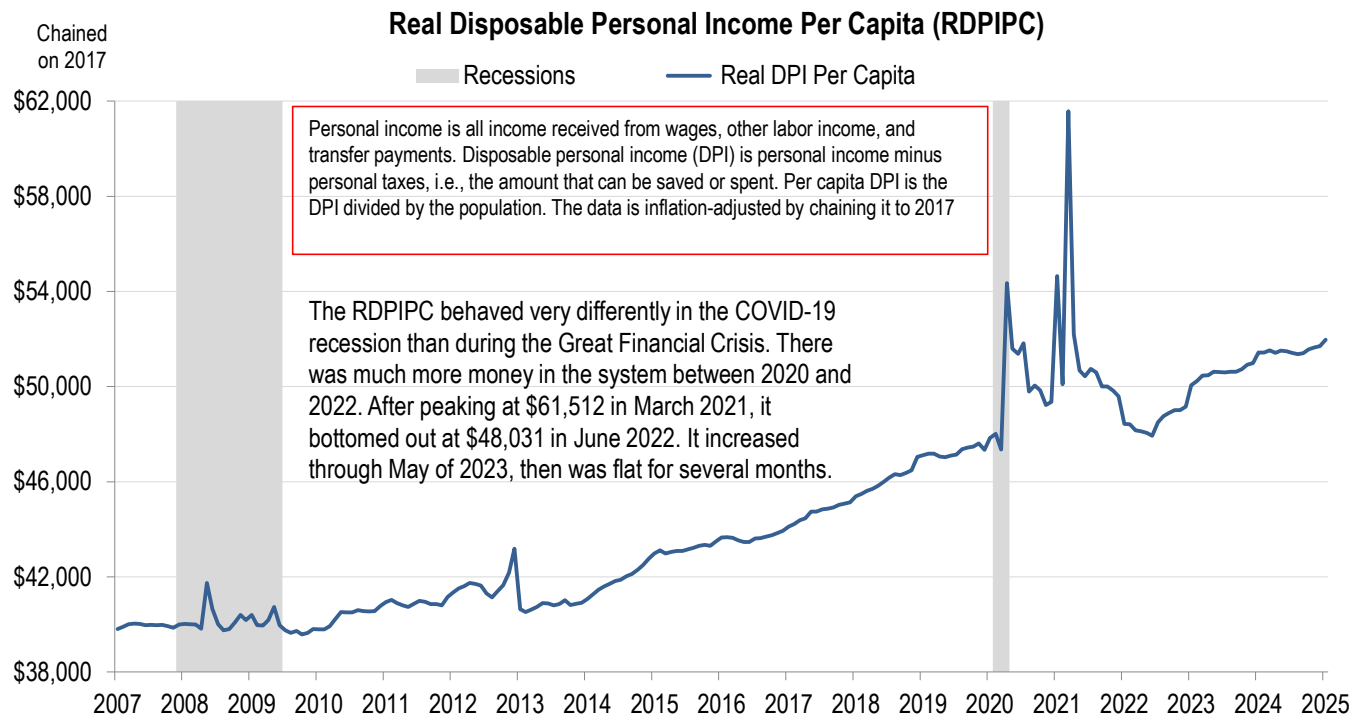 Real Disposable Personal Income Per Capita (RDPIPC)
Chained
on 2017
Recessions
Real DPI Per Capita
$62,000
$58,000
$54,000
$50,000
$46,000
$42,000
$38,000
Personal income is all income received from wages, other labor income, and
transfer payments. Disposable personal income (DPI) is personal income minus
personal taxes, i.e., the amount that can be saved or spent. Per capita DPI is the
DPI divided by the population. The data is inflation-adjusted by chaining it to 2017
The RDPIPC behaved very differently in the COVID-19
recession than during the Great Financial Crisis. There
was much more money in the system between 2020 and
2022. After peaking at $61,512 in March 2021, it
bottomed out at $48,031 in June 2022. It increased
through May of 2023, then was flat for several months.
2007 2008 2009 2010 2011 2012 2013 2014 2015 2016 2017 2018 2019 2020 2021 2022 2023 2024 2025